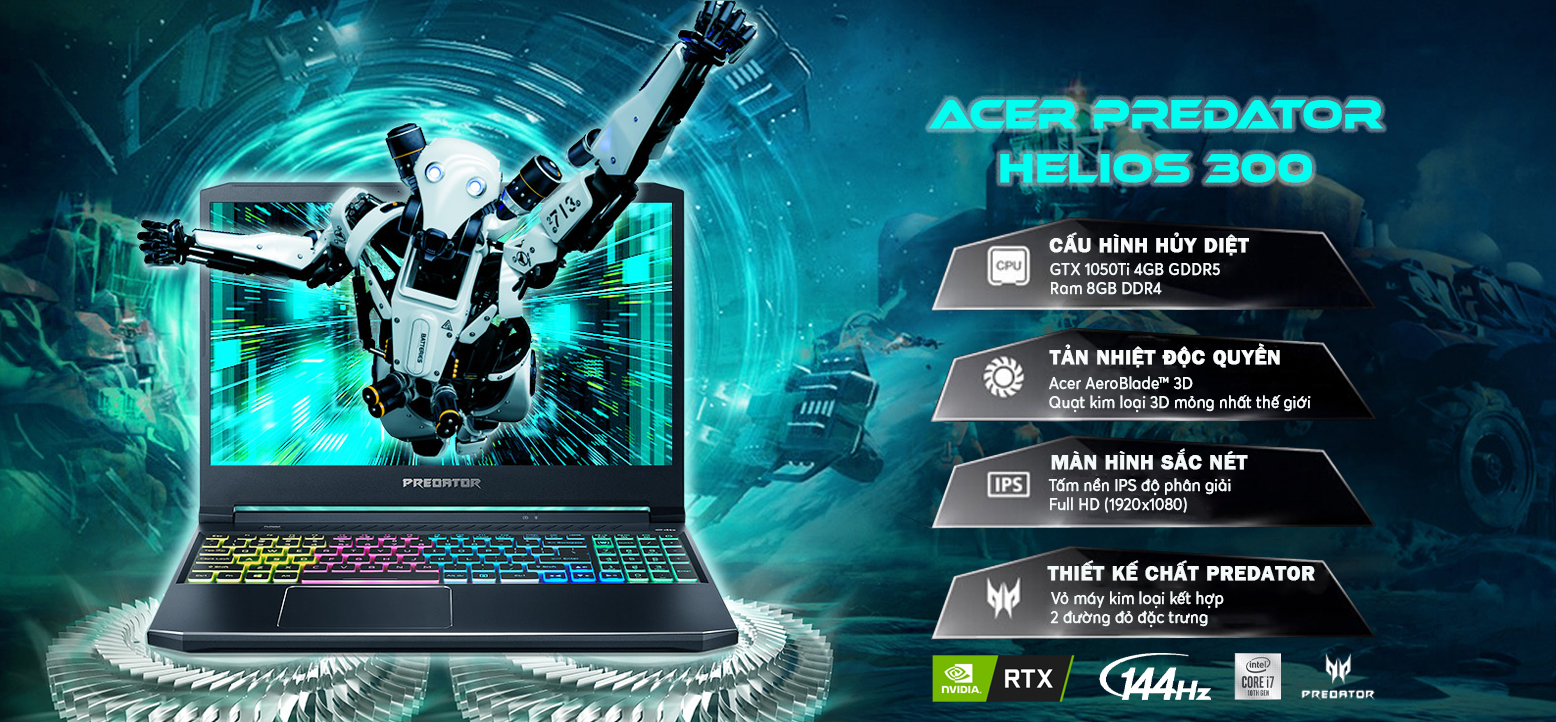 ACER PREDATOR
HELIOS 300
CPU
CẤU HÌNH HỦY DIỆT
GTX 1050Ti 4GB GDDR5
Ram 8GB DDR4
TẢN NHIỆT ĐỘC QUYỀN
Acer AeroBlade™ 3D
Quạt kim loại 3D mỏng nhất thế giới
IPS
MÀN HÌNH SẮC NÉT
Tấm nền IPS độ phân giải
Full HD (1920x1080)
THIẾT KẾ CHẤT PREDATOR
Vỏ máy kim loại kết hợp
2 đường đỏ đặc trưng
NVIDIA.
RTX
144Hz
intel
CORE i7
10TH GEN
PREDATOR
PREDATOR
BATTERIES